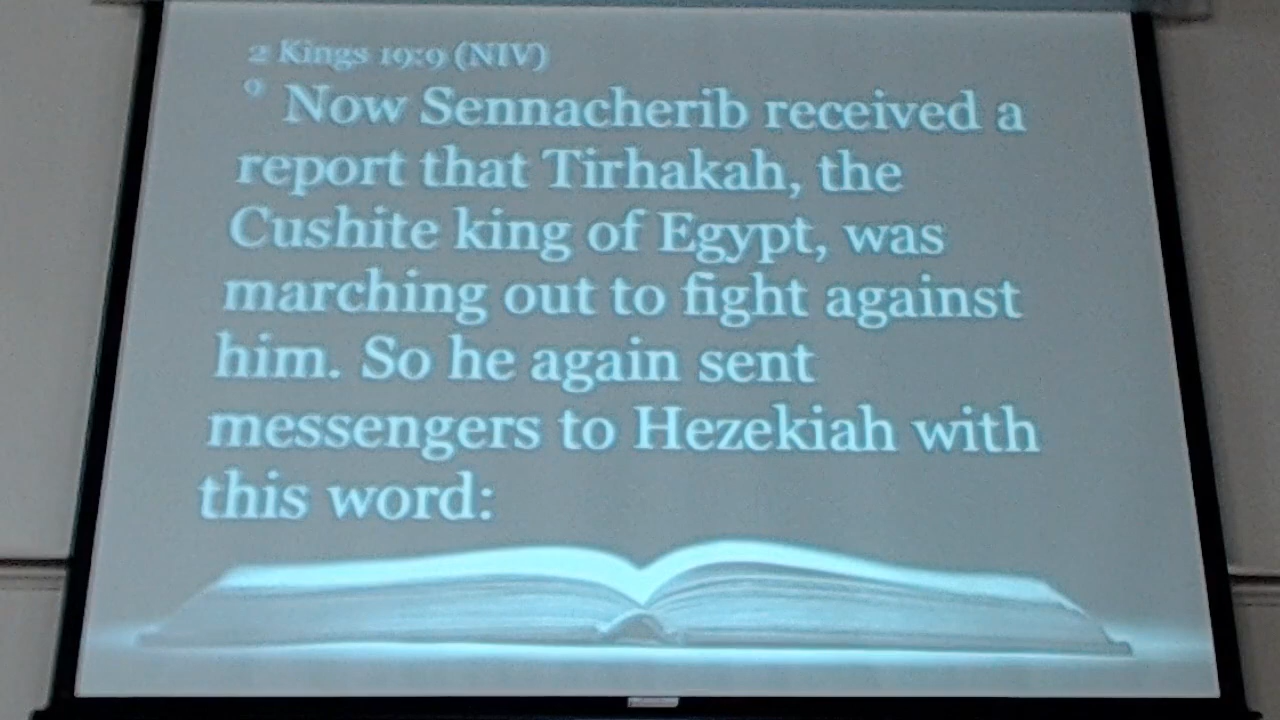 2 Kings 19:9 (NIV)
9 Now Sennacherib received a
report that Tirhakah, the
Cushite king of Egypt, was
marching out to fight against
him. So he again sent
messengers to Hezekiah with
this word: